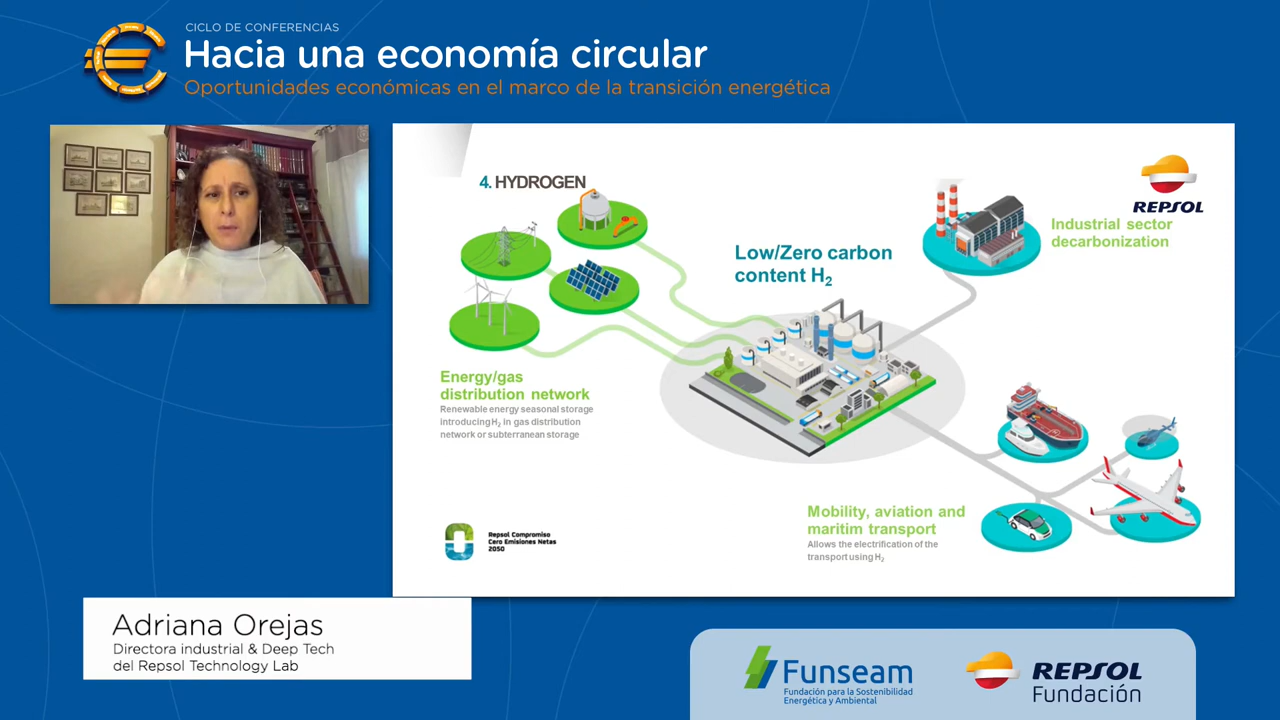 CICLO DE CONFERENCIAS
Hacia una economía circular
Oportunidades económicas en el marco de la transición energética
4. HYDROGEN
REPSOL
Industrial sector
decarbonization
Low/Zero carbon
content H₂
Energy/gas
distribution network
Renewable energy seasonal storage
introducing H₂ in gas distribution
network or subterranean storage
Mobility, aviation and
maritim transport
Allows the electrification of the
transport using H₂
Repsol Compromiso
Cero Emisiones Netas
2050
Adriana Orejas
Directora industrial & Deep Tech
del Repsol Technology Lab
Funseam
Fundación para la Sostenibilidad
Energética y Ambiental
REPSOL
Fundación